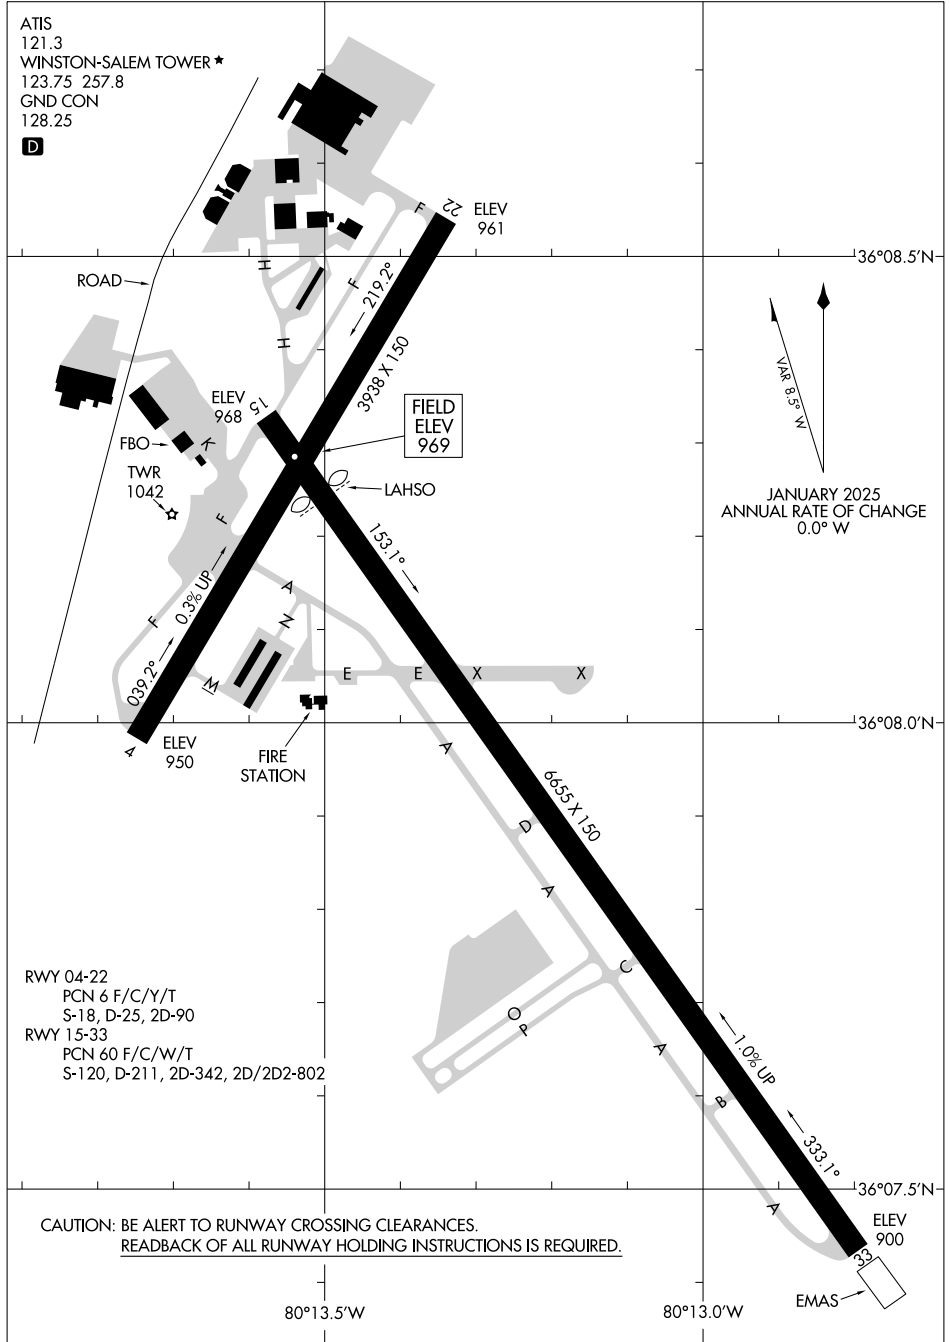 ATIS
121.3
WINSTON-SALEM TOWER★
123.75 257.8
GND CON
128.25
D
F
22
ELEV
961
36°08.5'N
H
ROAD
F
219.2°
H
3938 X 150
VAR 8.5° W
ELEV
968
15
FIELD
ELEV
969
FBO
K
TWR
1042
LAHSO
JANUARY 2025
ANNUAL RATE OF CHANGE
0.0° W
F
153.1°
0.3% UP
A
F
N
039.2°
M
E
E
X
X
36°08.0'N
4
ELEV
950
FIRE
STATION
A
6655 X 150
D
A
C
RWY 04-22
PCN 6 F/C/Y/T
S-18, D-25, 2D-90
RWY 15-33
PCN 60 F/C/W/T
S-120, D-211, 2D-342, 2D/2D2-802
O
P
A
1.0% UP
B
333.1°
36°07.5'N
A
CAUTION: BE ALERT TO RUNWAY CROSSING CLEARANCES.
READBACK OF ALL RUNWAY HOLDING INSTRUCTIONS IS REQUIRED.
ELEV
900
33
EMAS
80°13.5'W
80°13.0'W